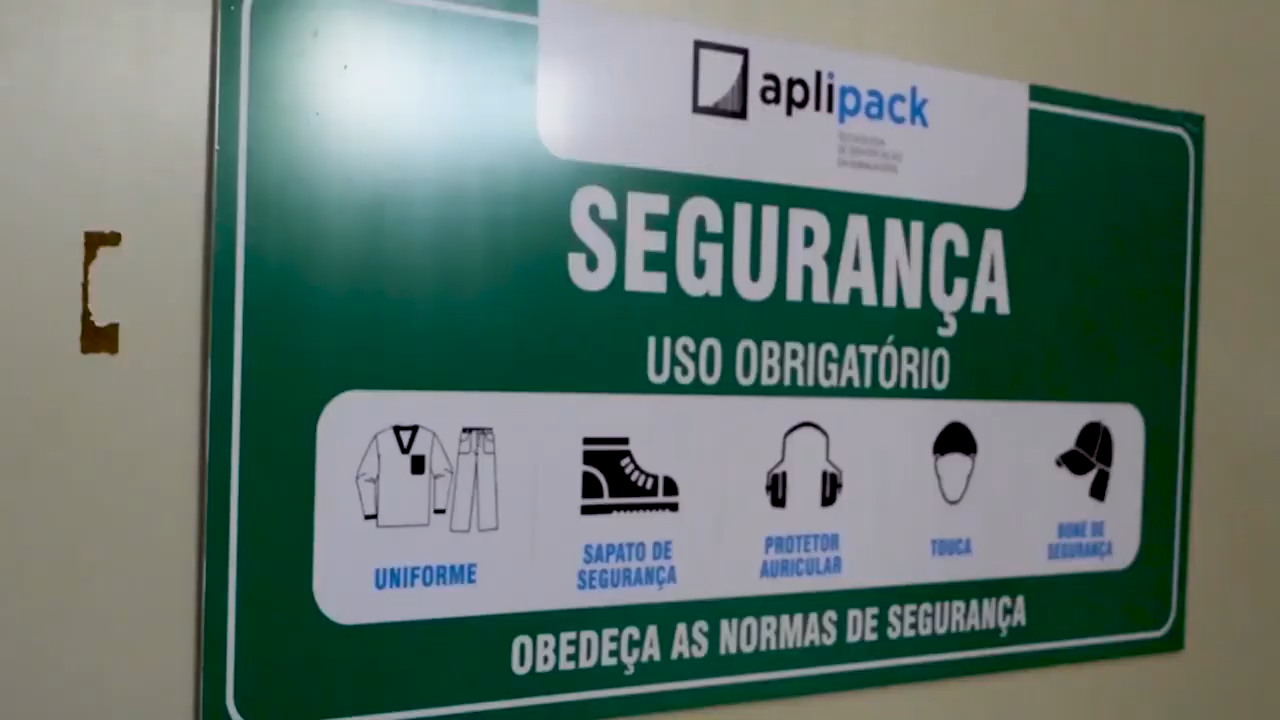 aplipack
SEGURANÇA
USO OBRIGATÓRIO
UNIFORME
SAPATO DE
SEGURANÇA
PROTETOR
AURICULAR
TOUCA
BONÉ DE
SEGURANÇA
OBEDEÇA AS NORMAS DE SEGURANÇA